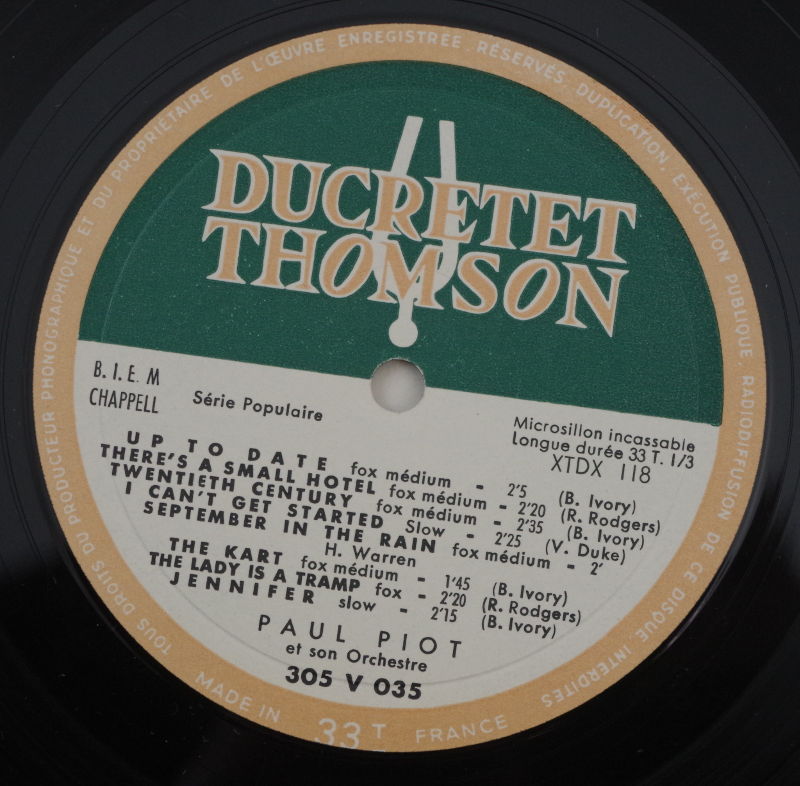 TOUS DROITS DU PRODUCTEUR PHONOGRAPHIQUE ET DU PROPRIÉTAIRE DE L'ŒUVRE ENREGISTRÉE RÉSERVÉS, DUPLICATION, EXÉCUTION PUBLIQUE, RADIODIFFUSION DE CE DISQUE INTERDITES
DUCRETET
THOMSON
B. I. E. M
CHAPPELL
Série Populaire
Microsillon incassable
Longue durée 33 T. 1/3
XTDX 118
UP TO DATE fox médium - 2'5 (B. Ivory)
THERE'S A SMALL HOTEL fox médium - 2'20 (R. Rodgers)
TWENTIETH CENTURY fox médium - 2'35 (B. Ivory)
I CAN'T GET STARTED Slow - 2'25 (V. Duke)
SEPTEMBER IN THE RAIN fox médium - 2'
H. Warren
THE KART fox médium - 1'45 (B. Ivory)
THE LADY IS A TRAMP fox - 2'20 (R. Rodgers)
JENNIFER slow - 2'15 (B. Ivory)
PAUL PIOT
et son Orchestre
305 V 035
MADE IN 33 T FRANCE